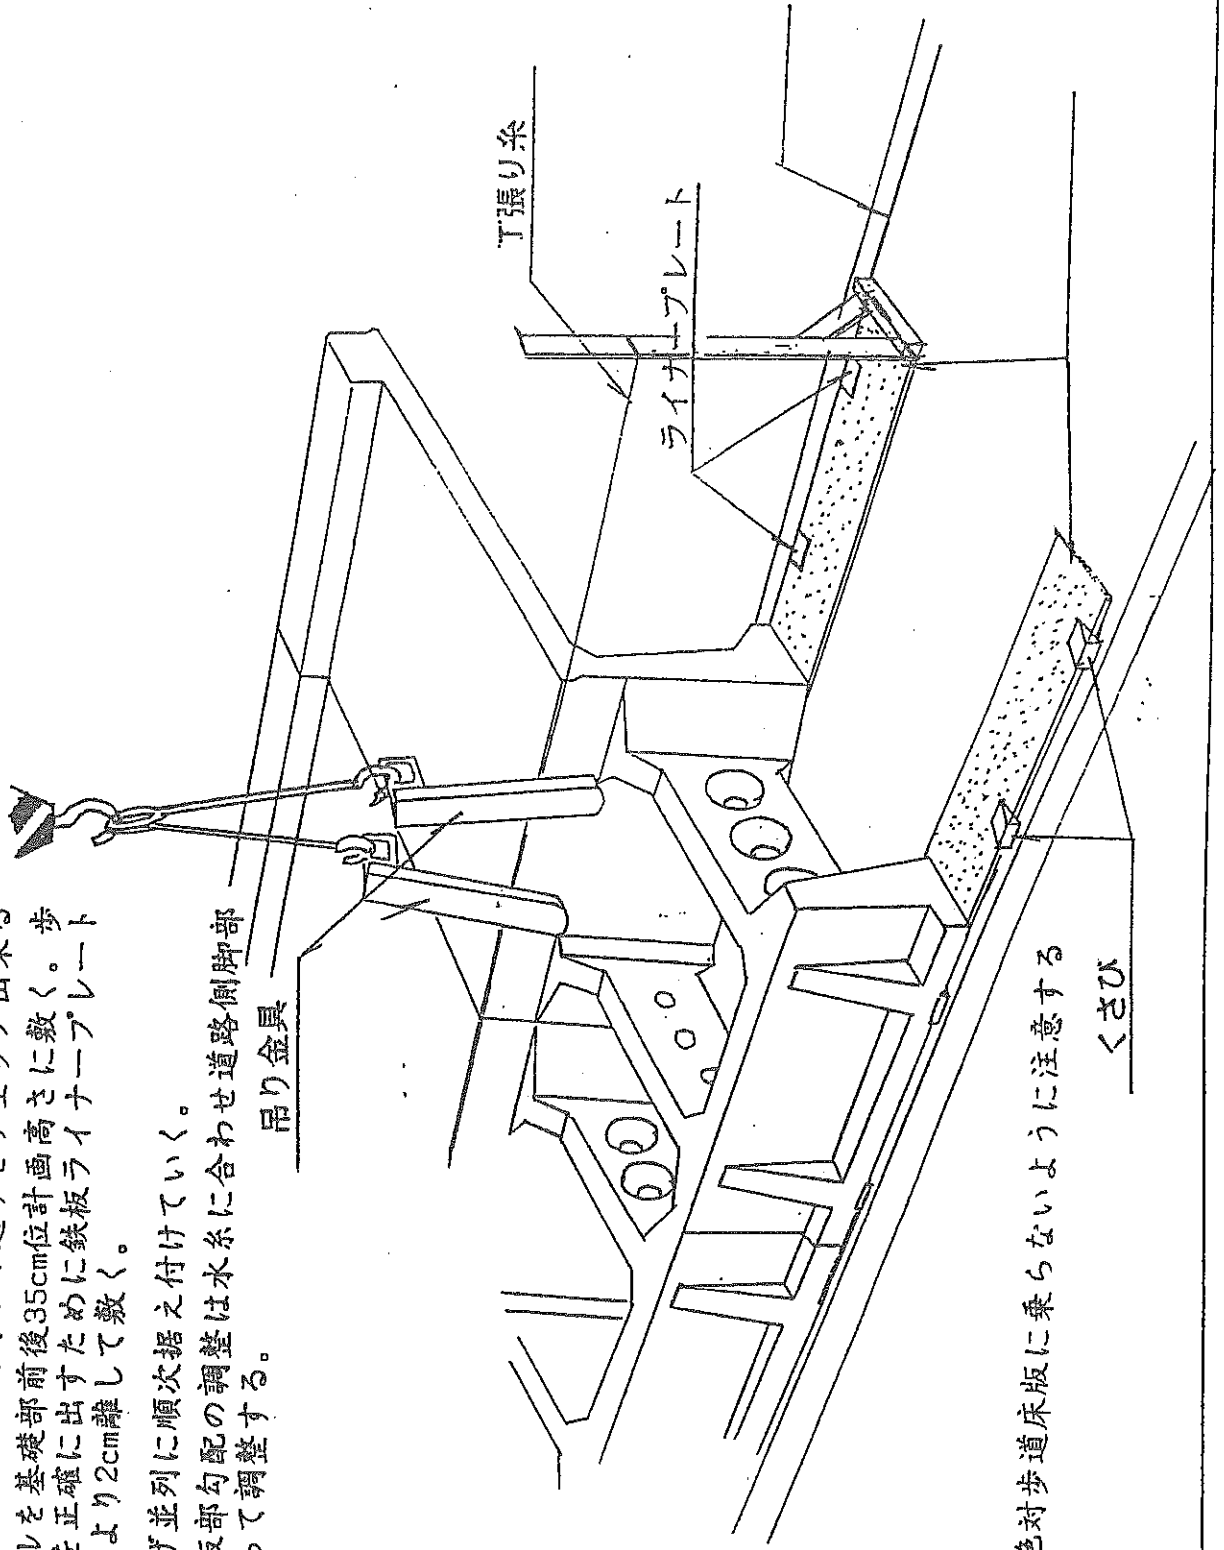 ルを基礎部前後35cm位計画高さに敷く。歩
を正確に出すために鉄板ライナープレート
より2cm離して敷く。
げ並列に順次据え付けていく。
版部勾配の調整は水糸に合わせ道路側脚部
って調整する。
吊り金具
丁張り糸
ライナープレート
くさび
絶対歩道床版に乗らないように注意する